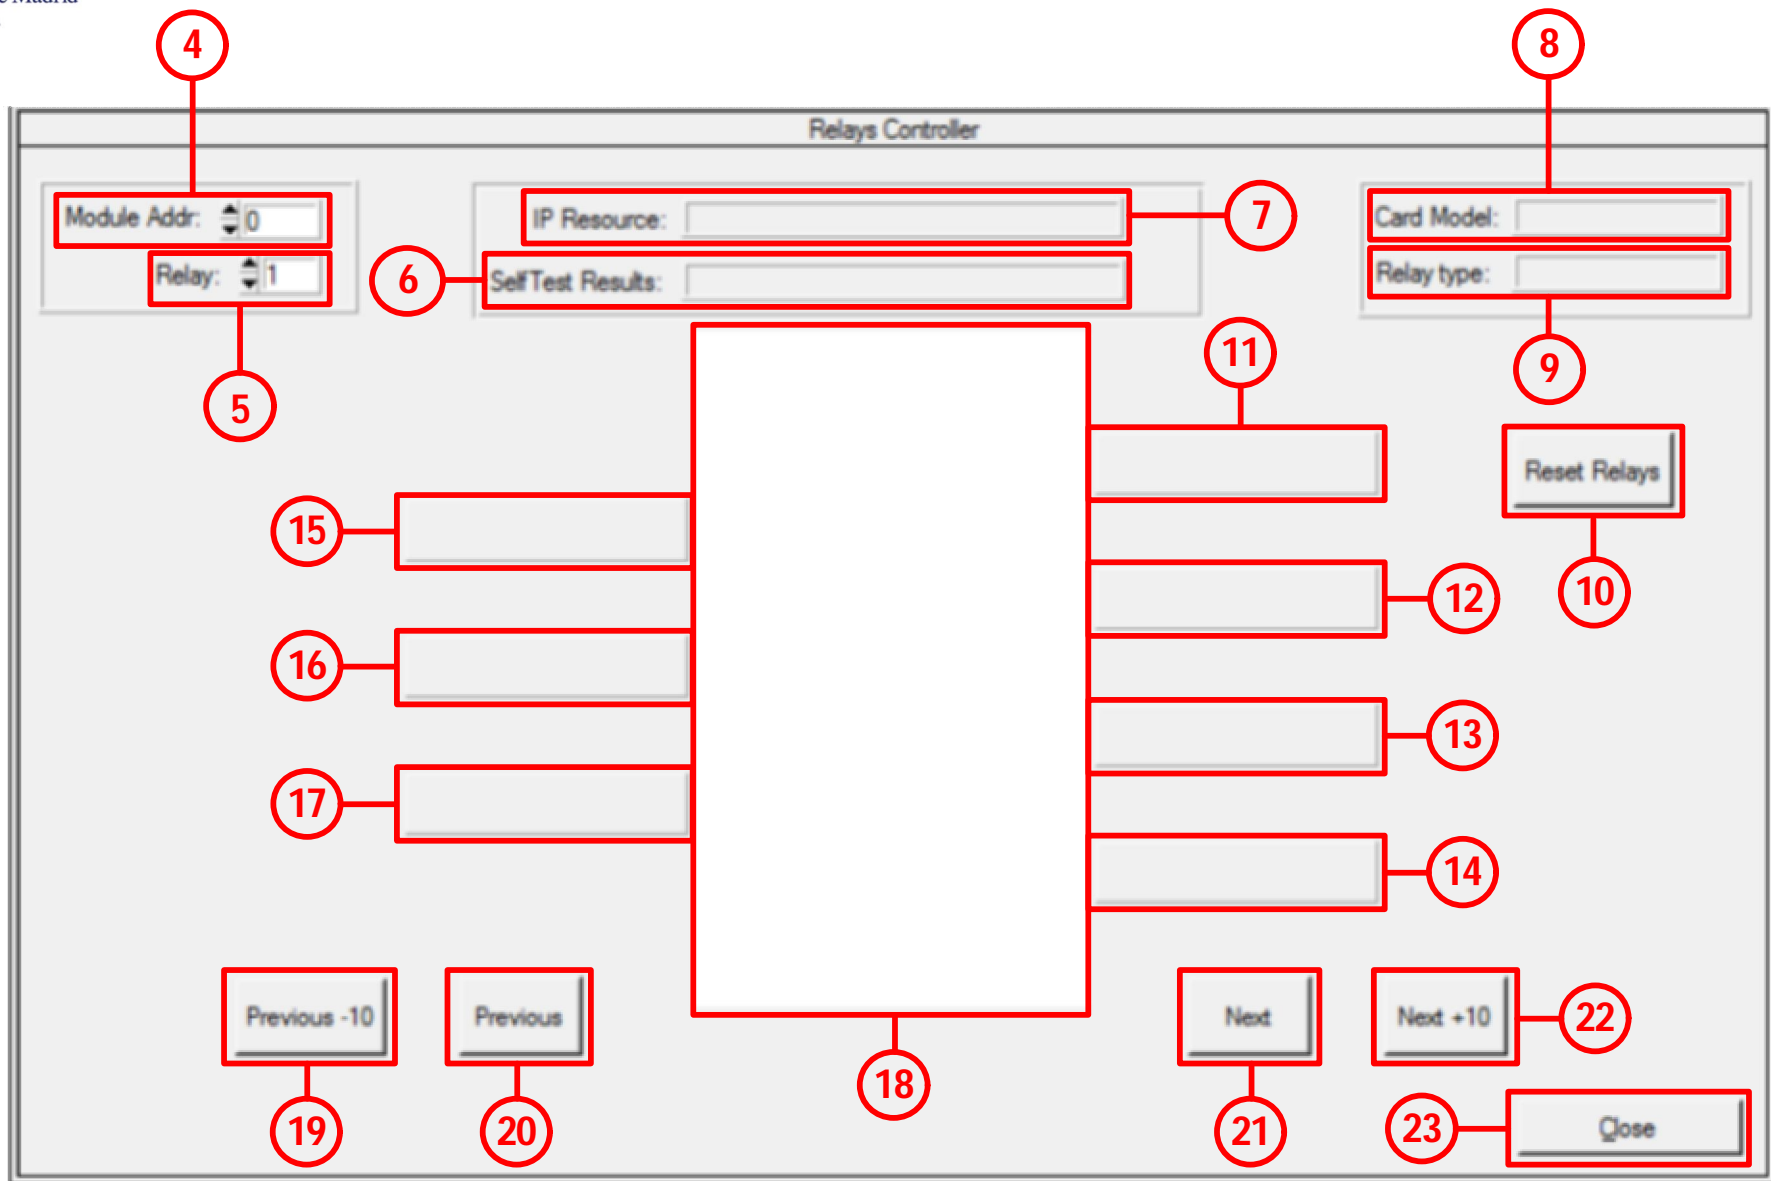 Madrid
4
8
Relays Controller
Module Addr: 0
IP Resource:
7
Card Model:
Relay: 1
6
SelfTest Results:
Relay type:
5
11
9
Reset Relays
15
12
10
16
13
17
14
Previous -10
Previous
Next
Next +10
22
18
19
20
21
23
Close